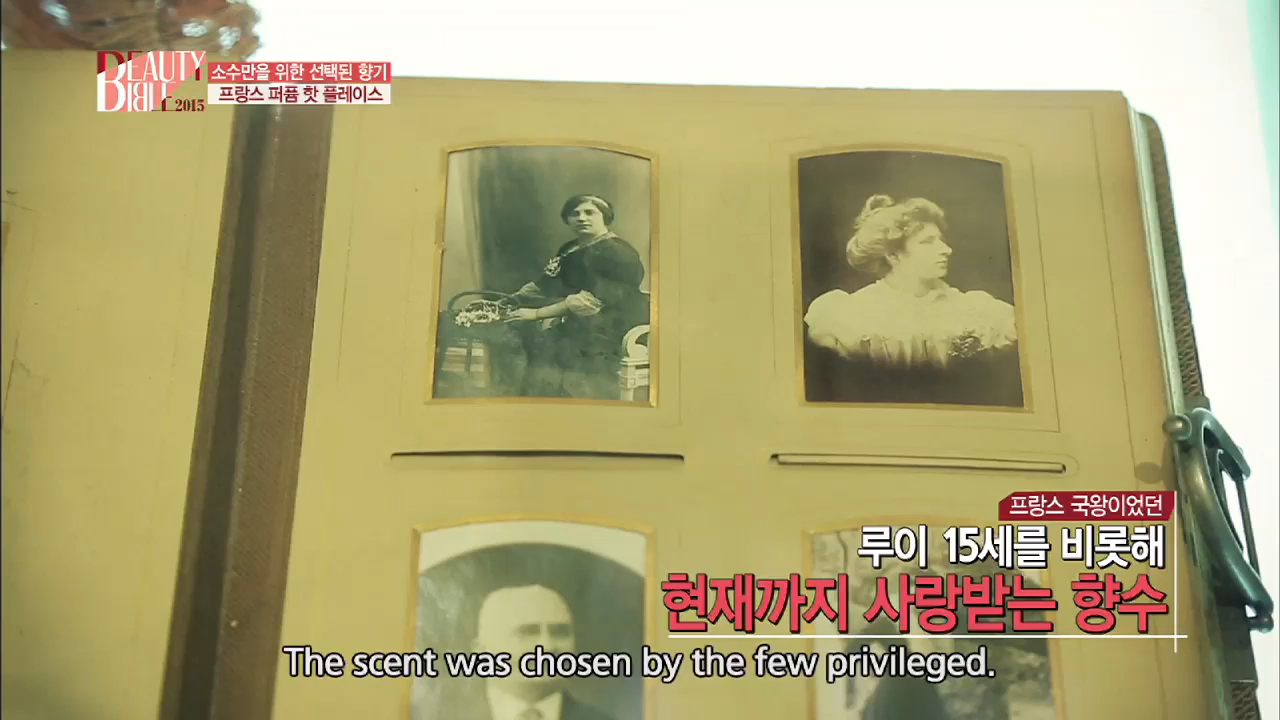 BEAUTY
BIBLE 2015
소수만을 위한 선택된 향기
프랑스 퍼퓸 핫 플레이스
프랑스 국왕이었던
루이 15세를 비롯해
현재까지 사랑받는 향수
The scent was chosen by the few privileged.